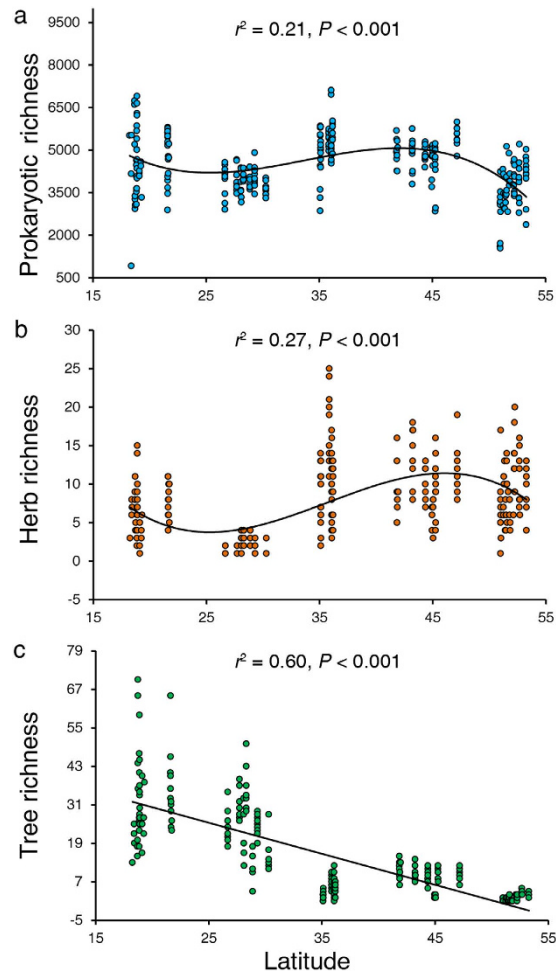 a
r² = 0.21, P < 0.001
Prokaryotic richness
9500
8000
6500
5000
3500
2000
500
15 25 35 45 55
b
r² = 0.27, P < 0.001
Herb richness
30
25
20
15
10
5
0
-5
15 25 35 45 55
c
r² = 0.60, P < 0.001
Tree richness
79
67
55
43
31
19
7
-5
15 25 35 45 55
Latitude